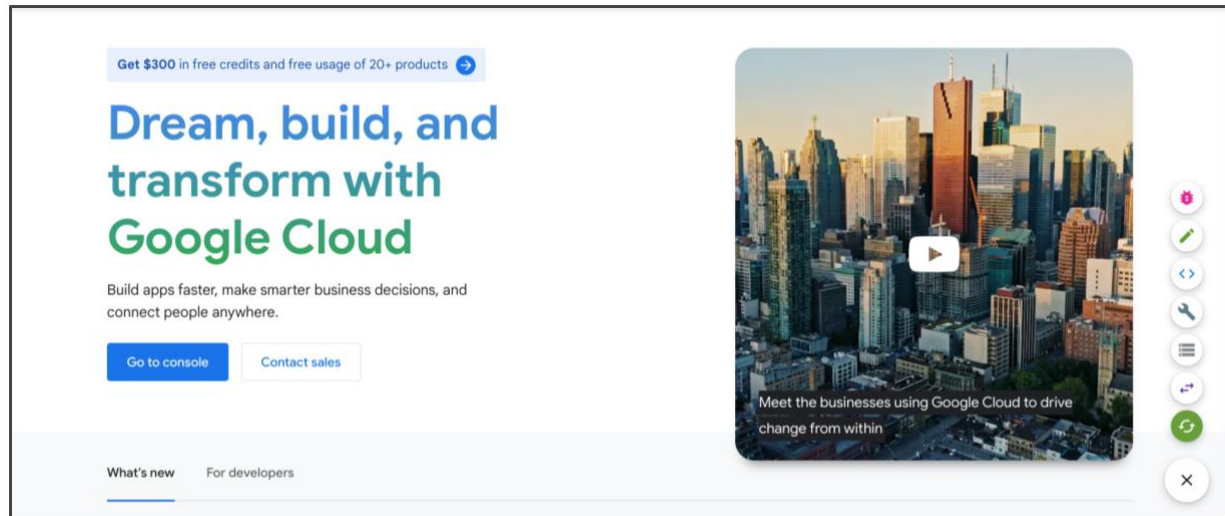 Get $300 in free credits and free usage of 20+ products
Dream, build, and
transform with
Google Cloud
Build apps faster, make smarter business decisions, and
connect people anywhere.
Go to console
Contact sales
Meet the businesses using Google Cloud to drive
change from within
What's new
For developers